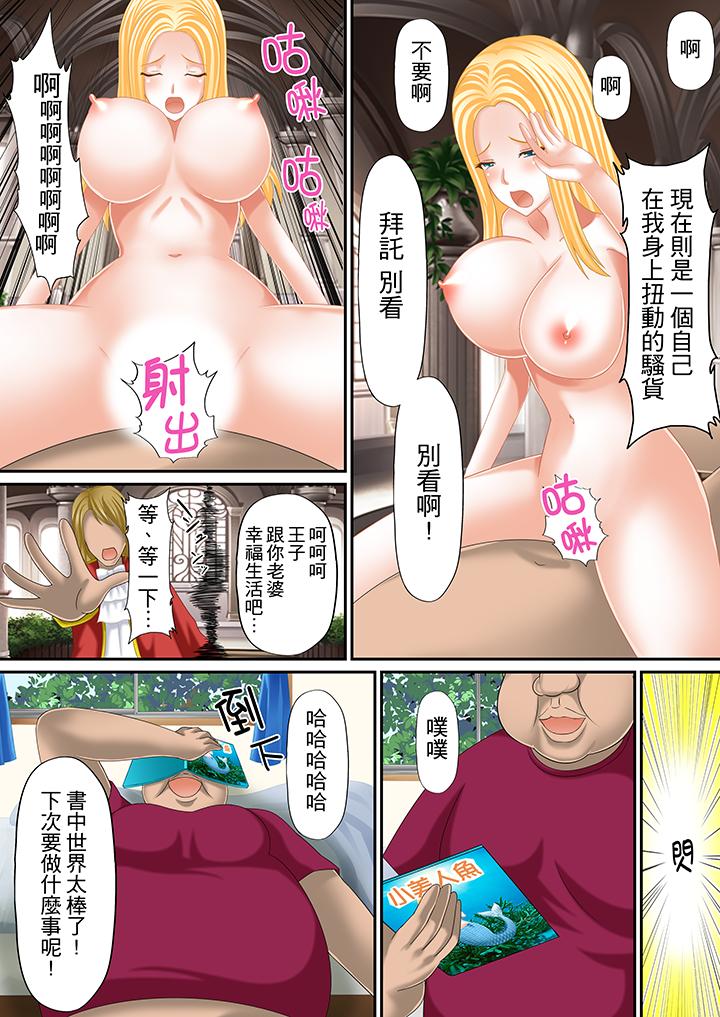 啊
啊
不要啊
現在則是一個自己
在我身上扭動的騷貨
拜託 別看
別看啊！
咕啾
咕啾
咕啾
啊啊啊啊啊啊啊
射出
呵呵呵
王子
跟你老婆
幸福生活吧…
等、等一下…
閃
噗噗
小美人魚
倒下
哈哈哈哈哈
書中世界太棒了！
下次要做什麼事呢！